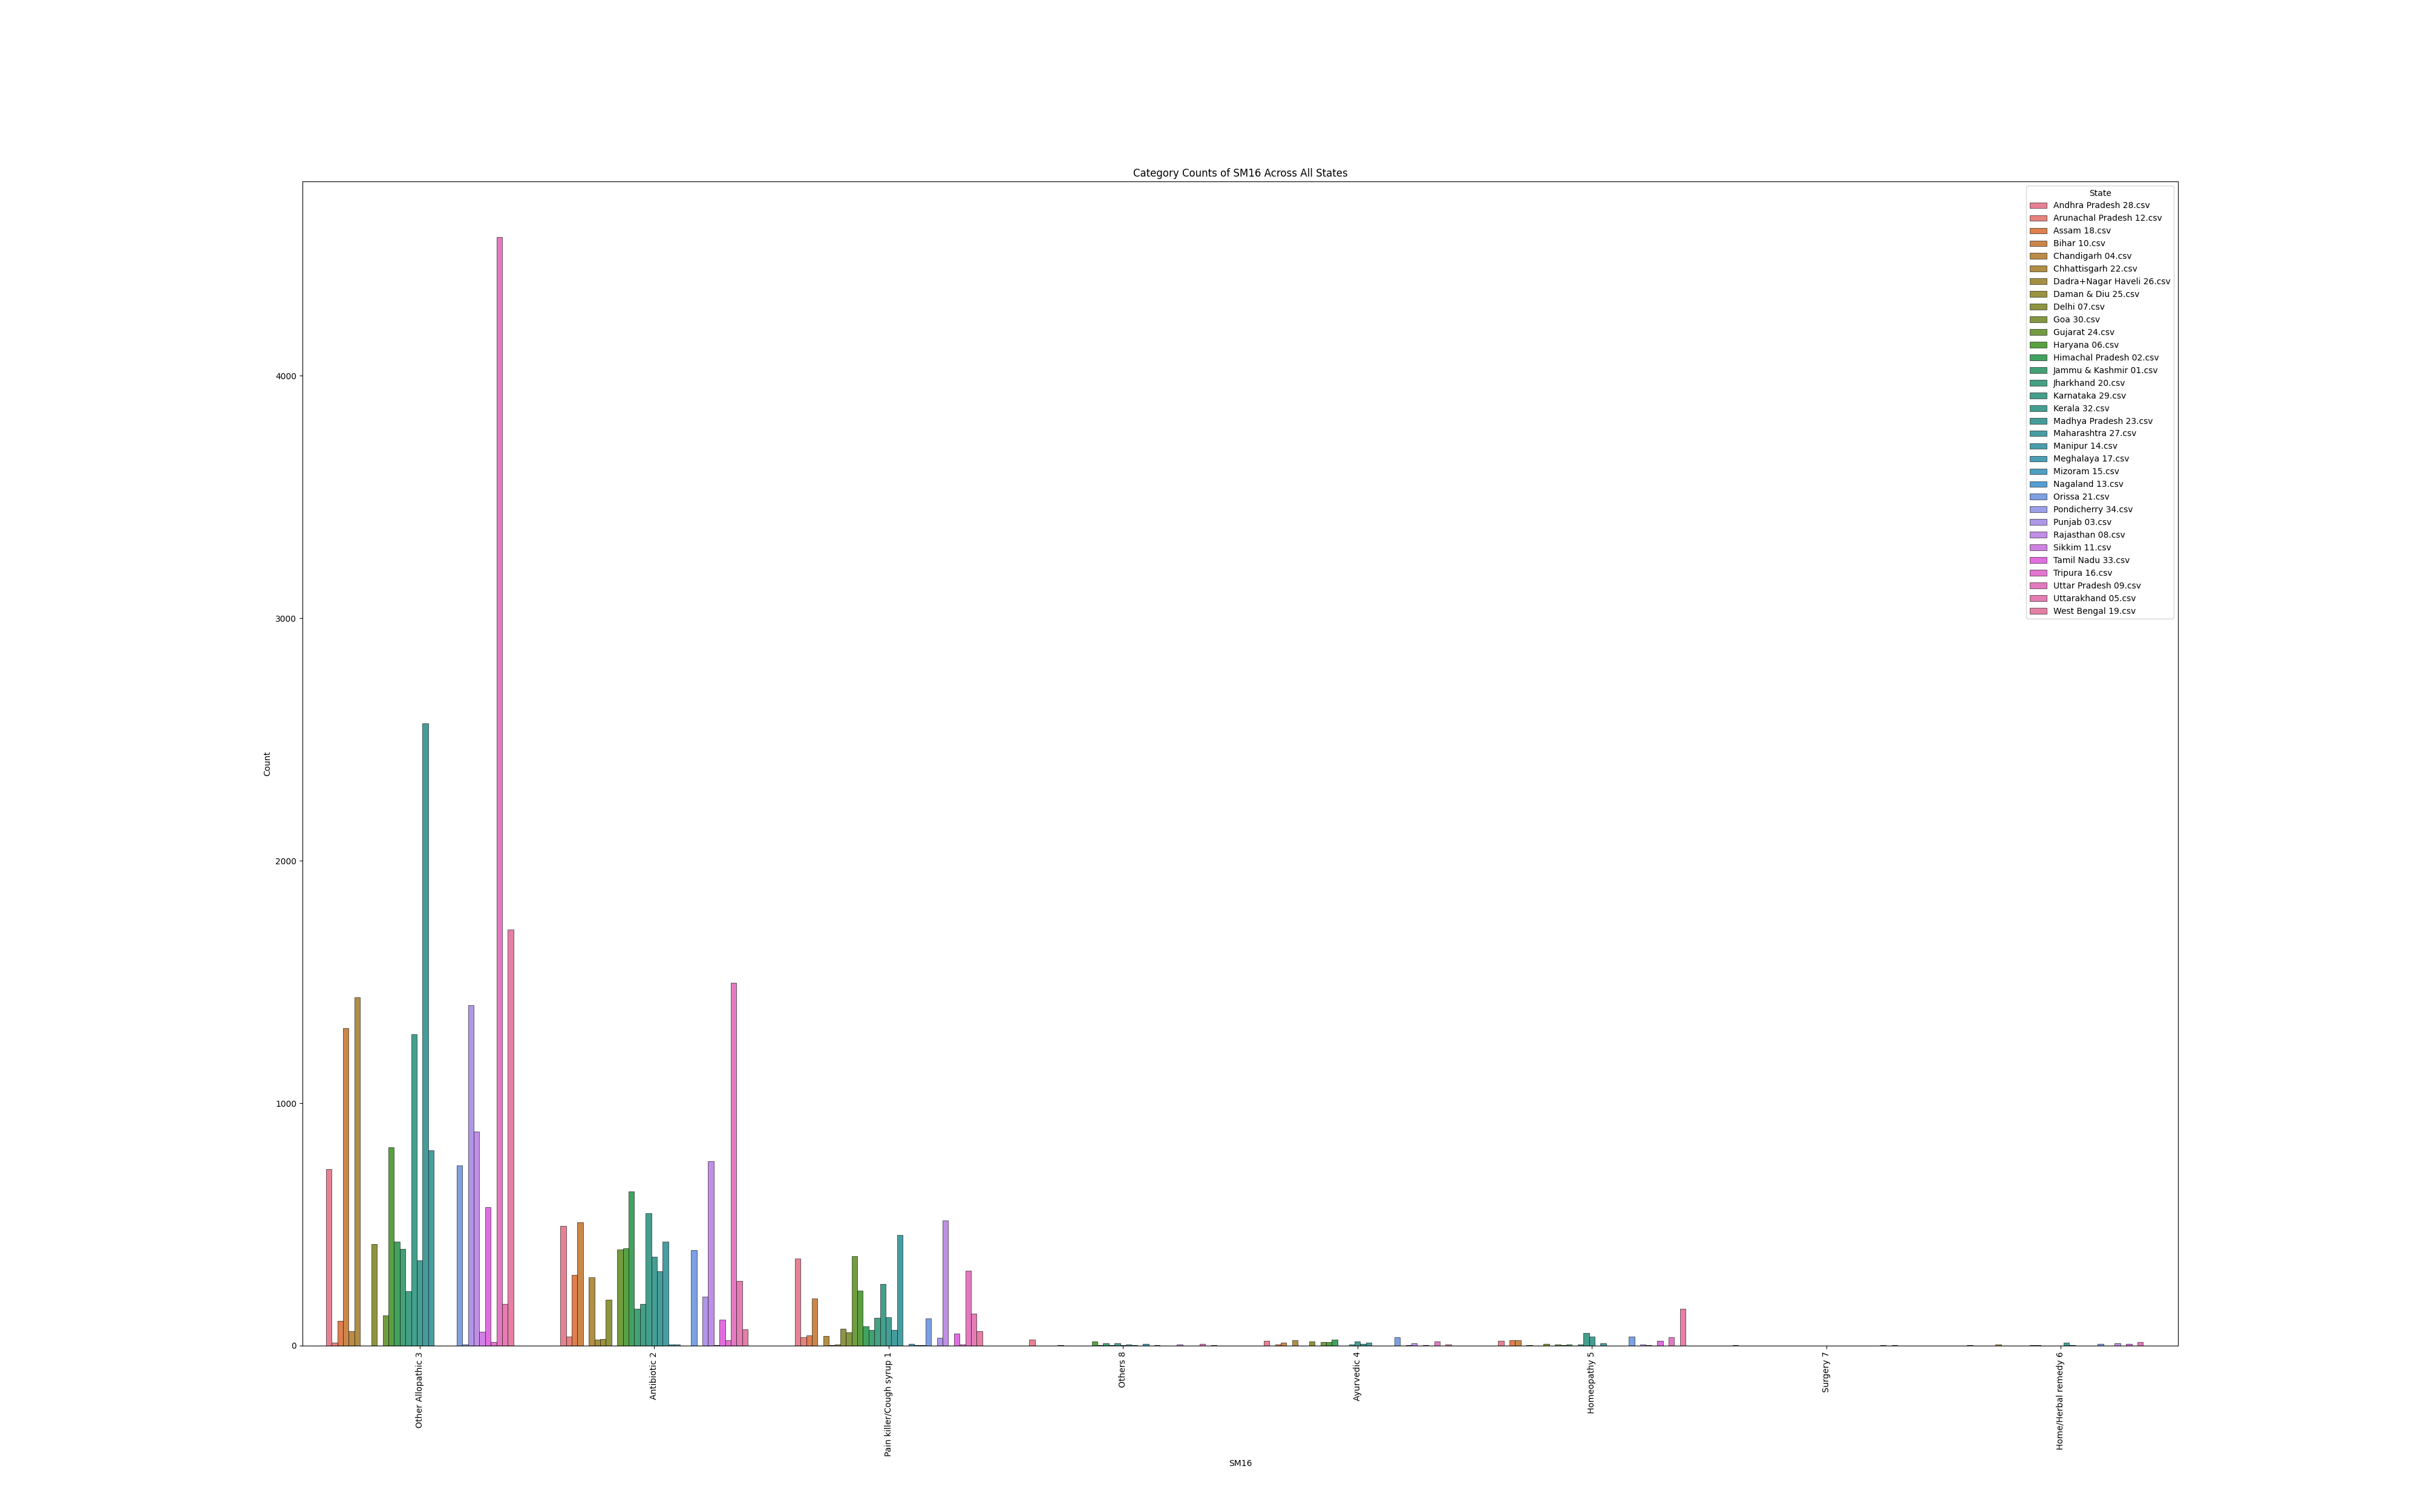 Category Counts of SM16 Across All States
State
Andhra Pradesh 28.csv
Arunachal Pradesh 12.csv
Assam 18.csv
Bihar 10.csv
Chandigarh 04.csv
Chhattisgarh 22.csv
Dadra+Nagar Haveli 26.csv
Daman & Diu 25.csv
Delhi 07.csv
Goa 30.csv
Gujarat 24.csv
Haryana 06.csv
Himachal Pradesh 02.csv
Jammu & Kashmir 01.csv
Jharkhand 20.csv
Karnataka 29.csv
Kerala 32.csv
Madhya Pradesh 23.csv
Maharashtra 27.csv
Manipur 14.csv
Meghalaya 17.csv
Mizoram 15.csv
Nagaland 13.csv
Orissa 21.csv
Pondicherry 34.csv
Punjab 03.csv
Rajasthan 08.csv
Sikkim 11.csv
Tamil Nadu 33.csv
Tripura 16.csv
Uttar Pradesh 09.csv
Uttarakhand 05.csv
West Bengal 19.csv
4000
3000
2000
1000
0
Count
Other Allopathic 3
Antibiotic 2
Pain killer/Cough syrup 1
Others 8
Ayurvedic 4
Homeopathy 5
Surgery 7
Home/Herbal remedy 6
SM16